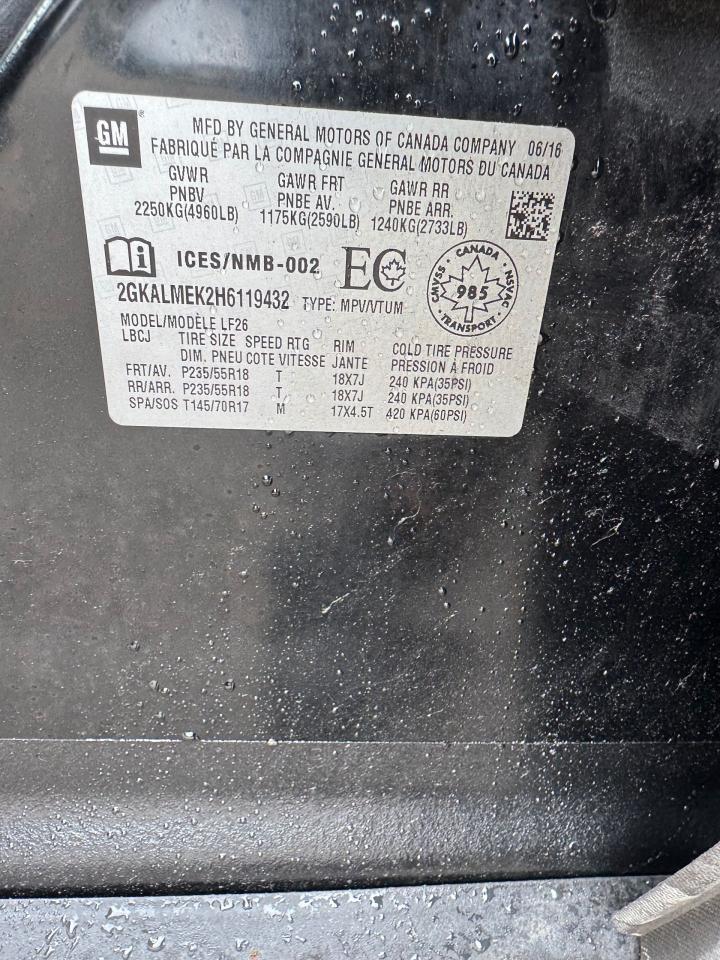 GM ®
MFD BY GENERAL MOTORS OF CANADA COMPANY 06/16
FABRIQUÉ PAR LA COMPAGNIE GENERAL MOTORS DU CANADA
GVWR GAWR FRT GAWR RR
PNBV PNBE AV. PNBE ARR.
2250KG(4960LB) 1175KG(2590LB) 1240KG(2733LB)
i ICES/NMB-002 EC CANADA NSVAC TRANSPORT CMVSS 985
2GKALMEK2H6119432 TYPE: MPV/VTUM
MODEL/MODÈLE LF26
LBCJ TIRE SIZE SPEED RTG RIM COLD TIRE PRESSURE
DIM. PNEU COTE VITESSE JANTE PRESSION À FROID
FRT/AV. P235/55R18 T 18X7J 240 KPA(35PSI)
RR/ARR. P235/55R18 T 18X7J 240 KPA(35PSI)
SPA/SOS T145/70R17 M 17X4.5T 420 KPA(60PSI)